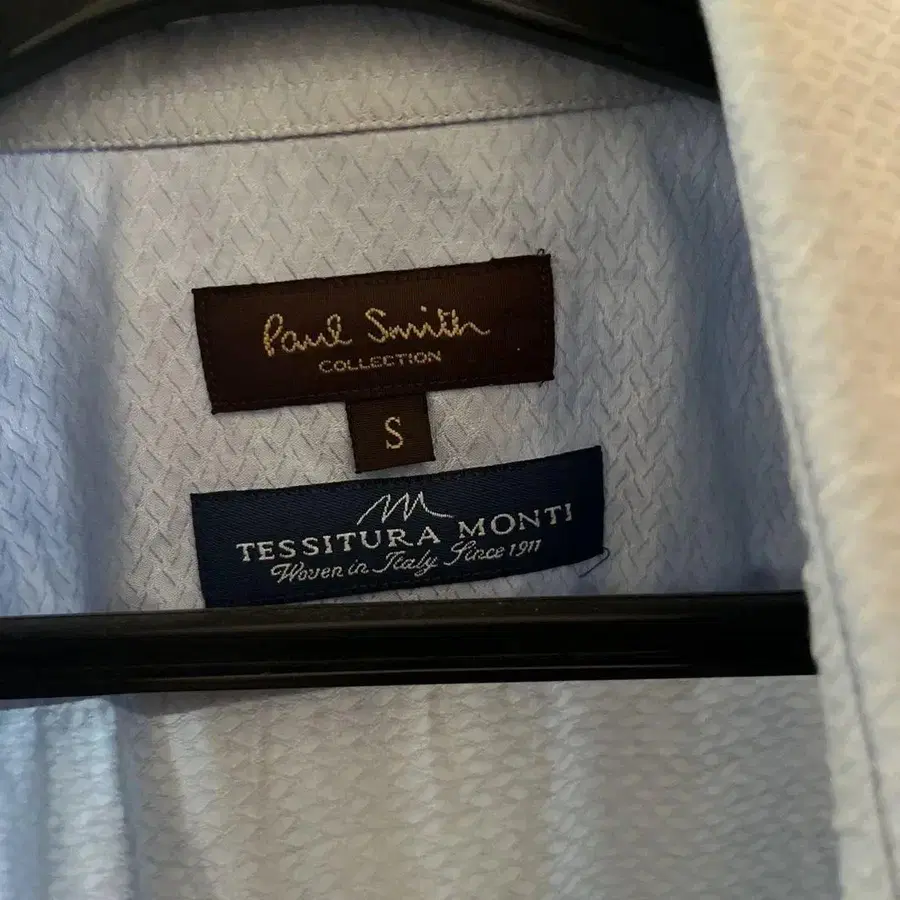 Paul Smith
COLLECTION
S
M
TESSITURA MONTI
Woven in Italy Since 1911